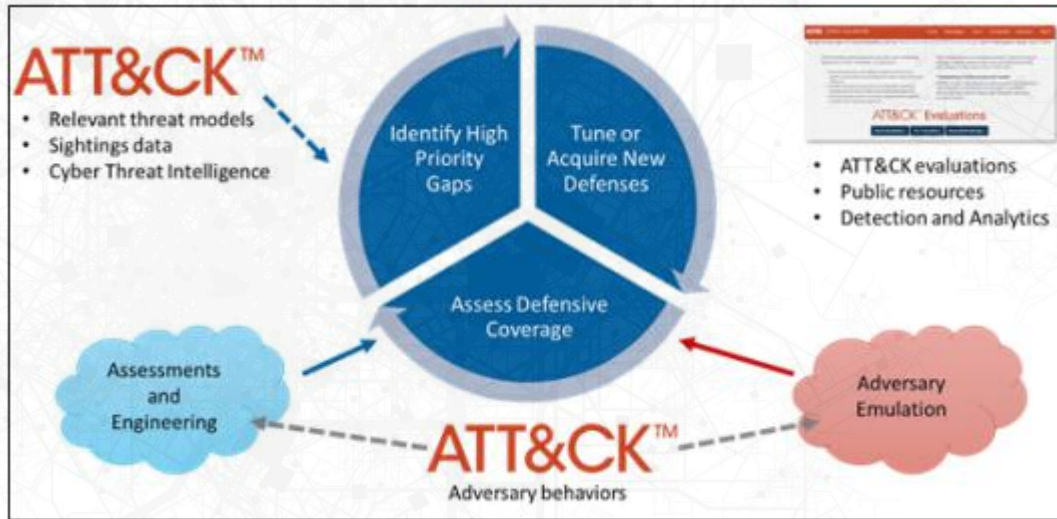 ATT&CK™
• Relevant threat models
• Sightings data
• Cyber Threat Intelligence
Identify High
Priority
Gaps
Tune or
Acquire New
Defenses
ATT&CK Evaluations
• ATT&CK evaluations
• Public resources
• Detection and Analytics
Assess Defensive
Coverage
Assessments
and
Engineering
Adversary
Emulation
ATT&CK™
Adversary behaviors